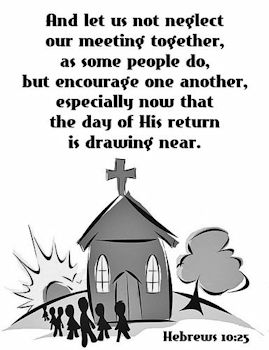 And let us not neglect
our meeting together,
as some people do,
but encourage one another,
especially now that
the day of His return
is drawing near.
Hebrews 10:25